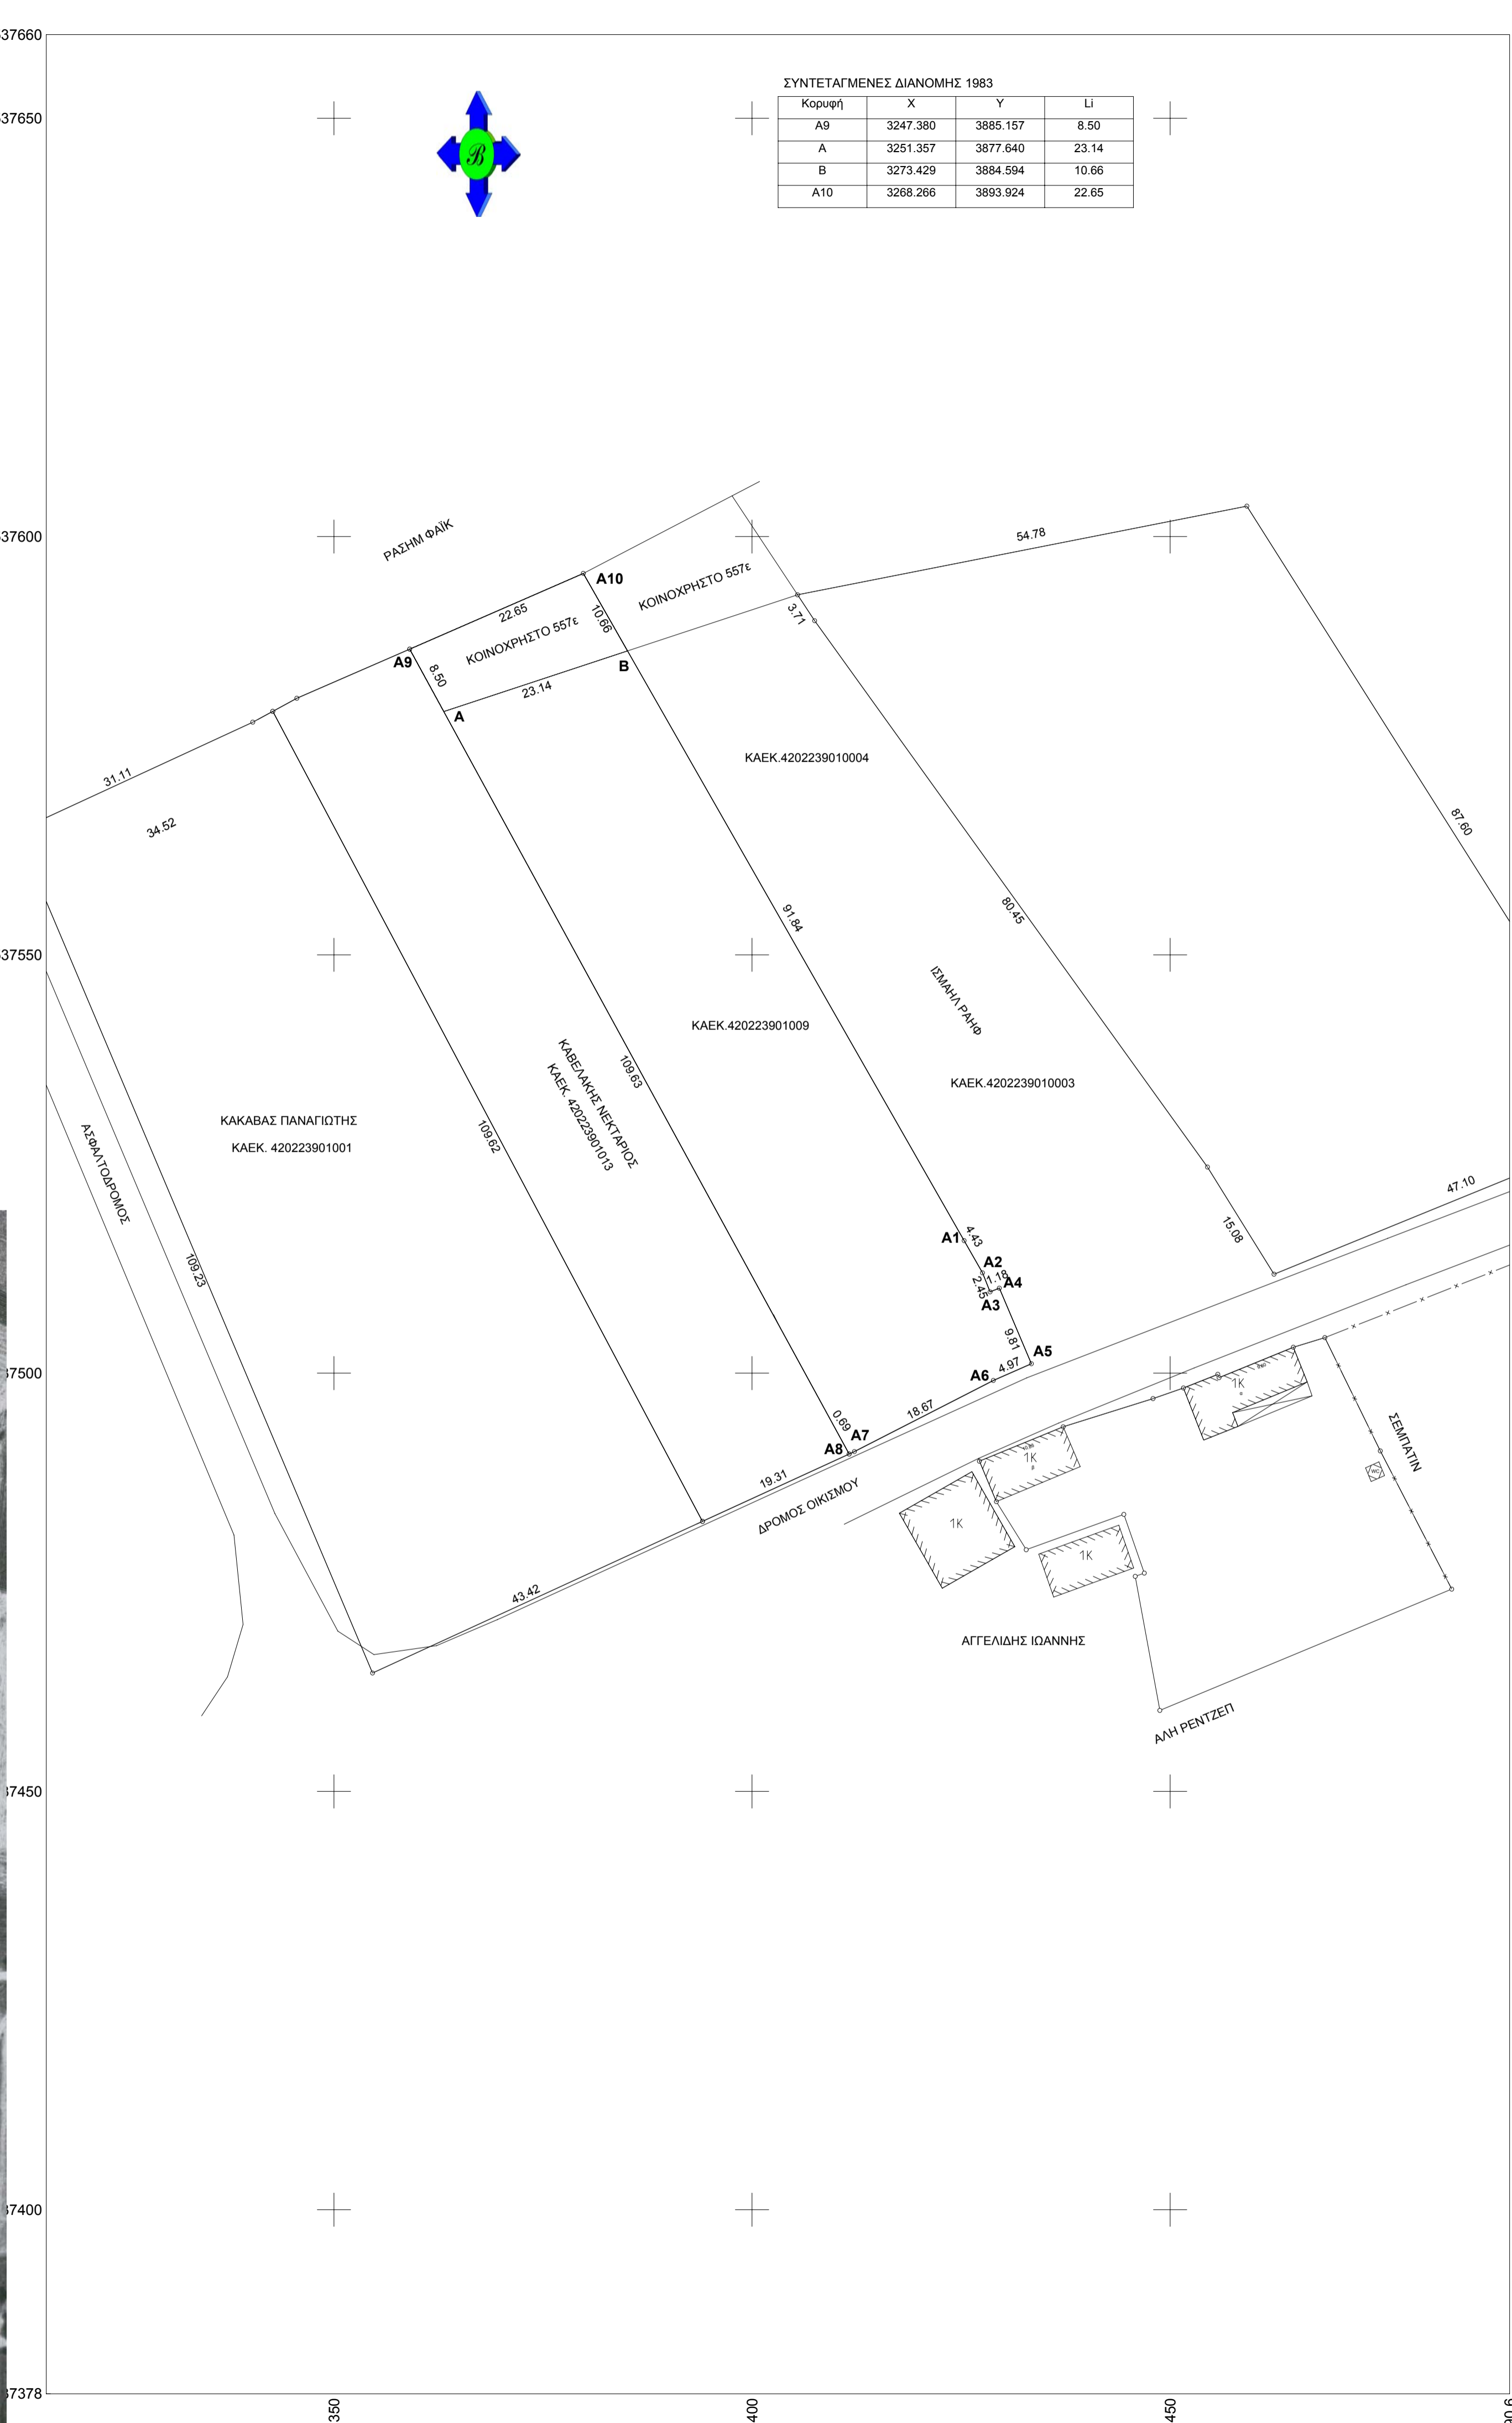 37660
ΣΥΝΤΕΤΑΓΜΕΝΕΣ ΔΙΑΝΟΜΗΣ 1983
Κορυφή X Y Li
A9 3247.380 3885.157 8.50
A 3251.357 3877.640 23.14
B 3273.429 3884.594 10.66
A10 3268.266 3893.924 22.65
37650
B
37600
ΡΑΣΗΜ ΦΑΪΚ
54.78
A10
ΚΟΙΝΟΧΡΗΣΤΟ 557ε
22.65
10.66
3.71
ΚΟΙΝΟΧΡΗΣΤΟ 557ε
A9
8.50
B
23.14
A
31.11
34.52
ΚΑΕΚ.4202239010004
87.60
91.84
80.45
37550
ΙΣΜΑΗΛ ΡΑΗΦ
ΚΑΕΚ.420223901009
109.63
ΚΑΕΚ.4202239010003
ΚΑΒΕΛΑΚΗΣ ΝΕΚΤΑΡΙΟΣ
ΚΑΕΚ. 420223901013
109.62
ΚΑΚΑΒΑΣ ΠΑΝΑΓΙΩΤΗΣ
ΚΑΕΚ. 420223901001
ΑΣΦΑΛΤΟΔΡΟΜΟΣ
109.23
47.10
15.08
A1
4.43
A2
1.18
A4
2.45
A3
9.81
A5
4.97
A6
37500
18.67
0.69
A7
A8
19.31
ΔΡΟΜΟΣ ΟΙΚΙΣΜΟΥ
43.42
1K
1K
1K
1K
WC
ΣΕΜΠΑΤΙΝ
ΑΓΓΕΛΙΔΗΣ ΙΩΑΝΝΗΣ
ΑΛΗ ΡΕΝΤΖΕΠ
37450
37400
37378
350
400
450